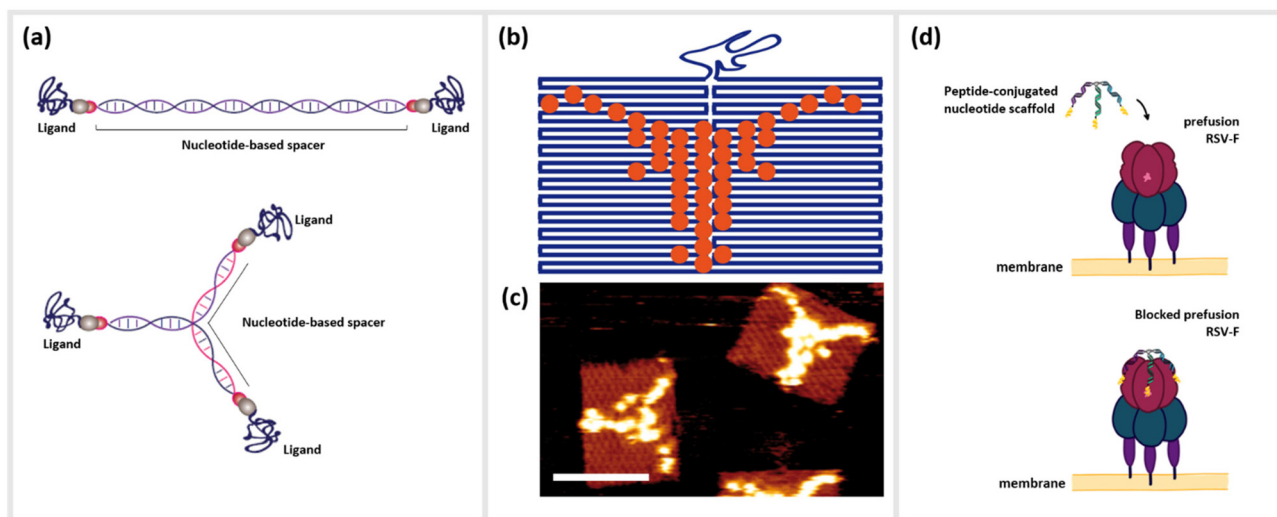 (a)
Ligand
Ligand
Nucleotide-based spacer
Ligand
Nucleotide-based spacer
Ligand
Ligand
(b)
(c)
(d)
Peptide-conjugated
nucleotide scaffold
prefusion
RSV-F
membrane
Blocked prefusion
RSV-F
membrane